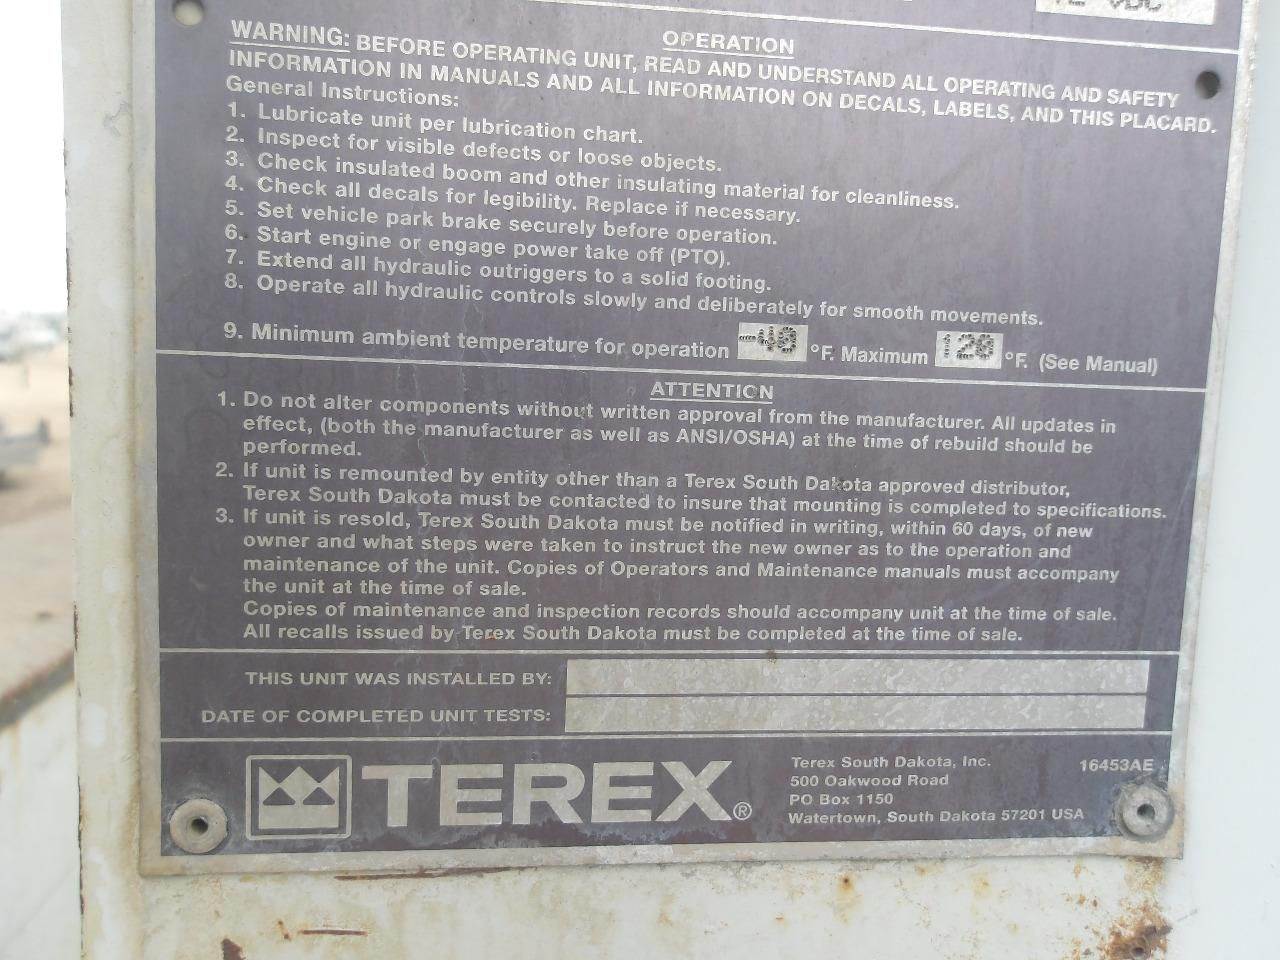 OPERATION
WARNING: BEFORE OPERATING UNIT, READ AND UNDERSTAND ALL OPERATING AND SAFETY
INFORMATION IN MANUALS AND ALL INFORMATION ON DECALS, LABELS, AND THIS PLACARD.
General Instructions:
1. Lubricate unit per lubrication chart.
2. Inspect for visible defects or loose objects.
3. Check insulated boom and other insulating material for cleanliness.
4. Check all decals for legibility. Replace if necessary.
5. Set vehicle park brake securely before operation.
6. Start engine or engage power take off (PTO).
7. Extend all hydraulic outriggers to a solid footing.
8. Operate all hydraulic controls slowly and deliberately for smooth movements.
9. Minimum ambient temperature for operation -40 °F. Maximum 120 °F. (See Manual)
ATTENTION
1. Do not alter components without written approval from the manufacturer. All updates in
effect, (both the manufacturer as well as ANSI/OSHA) at the time of rebuild should be
performed.
2. If unit is remounted by entity other than a Terex South Dakota approved distributor,
Terex South Dakota must be contacted to insure that mounting is completed to specifications.
3. If unit is resold, Terex South Dakota must be notified in writing, within 60 days, of new
owner and what steps were taken to instruct the new owner as to the operation and
maintenance of the unit. Copies of Operators and Maintenance manuals must accompany
the unit at the time of sale.
Copies of maintenance and inspection records should accompany unit at the time of sale.
All recalls issued by Terex South Dakota must be completed at the time of sale.
THIS UNIT WAS INSTALLED BY:
DATE OF COMPLETED UNIT TESTS:
TEREX®
Terex South Dakota, Inc.
500 Oakwood Road
PO Box 1150
Watertown, South Dakota 57201 USA
16453AE